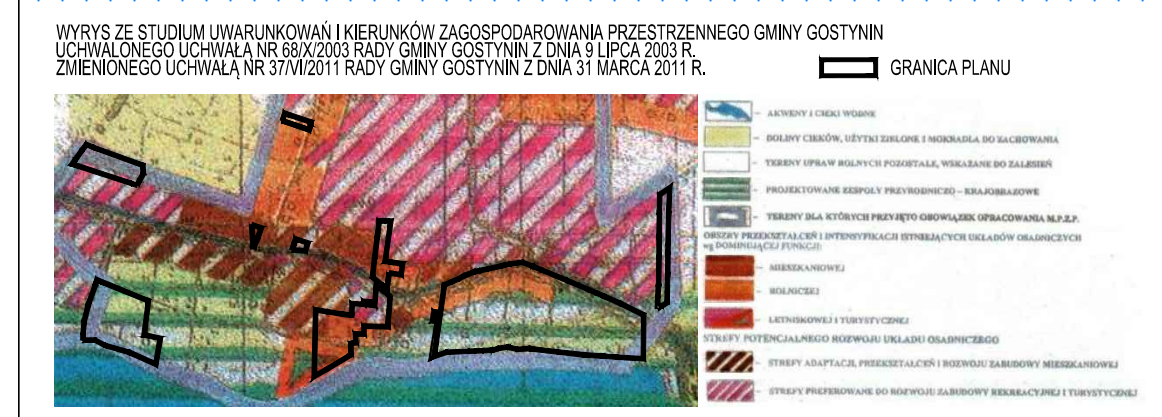 WYRYS ZE STUDIUM UWARUNKOWAŃ I KIERUNKÓW ZAGOSPODAROWANIA PRZESTRZENNEGO GMINY GOSTYNIN
UCHWALONEGO UCHWAŁĄ NR 68/X/2003 RADY GMINY GOSTYNIN Z DNIA 9 LIPCA 2003 R.
ZMIENIONEGO UCHWAŁĄ NR 37/VI/2011 RADY GMINY GOSTYNIN Z DNIA 31 MARCA 2011 R.
GRANICA PLANU
– AKWENY I CIEKI WODNE
– DOLINY CIEKÓW, UŻYTKI ZIELONE I MOKRADŁA DO ZACHOWANIA
– TERENY UPRAW ROLNYCH POZOSTAŁE, WSKAZANE DO ZALESIEŃ
– PROJEKTOWANE ZESPOŁY PRZYRODNICZO – KRAJOBRAZOWE
– TERENY DLA KTÓRYCH PRZYJĘTO OBOWIĄZEK OPRACOWANIA M.P.Z.P.
OBSZRY PRZEKSZTAŁCEŃ I INTENSYFIKACJI ISTNIEJĄCYCH UKŁADÓW OSADNICZYCH
wg DOMINUJĄCEJ FUNKCJI:
– MIESZKANIOWEJ
– ROLNICZEJ
– LETNISKOWEJ I TURYSTYCZNEJ
STREFY POTENCJALNEGO ROZWOJU UKŁADU OSADNICZEGO
– STREFY ADAPTACJI, PRZEKSZTAŁCEŃ I ROZWOJU ZABUDOWY MIESZKANIOWEJ
– STREFY PREFEROWANE DO ROZWOJU ZABUDOWY REKREACYJNEJ I TURYSTYCZNEJ